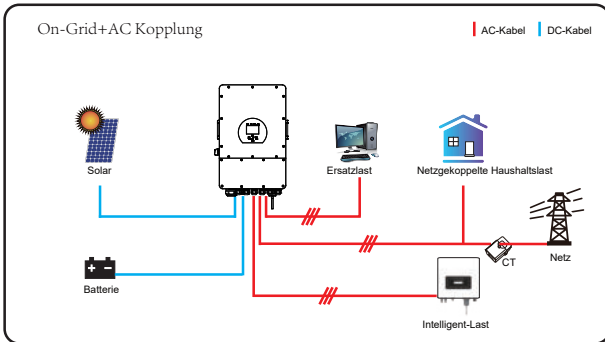 On-Grid+AC Kopplung
AC-Kabel
DC-Kabel
Solar
Ersatzlast
Netzgekoppelte Haushaltslast
CT
Netz
Batterie
Intelligent-Last